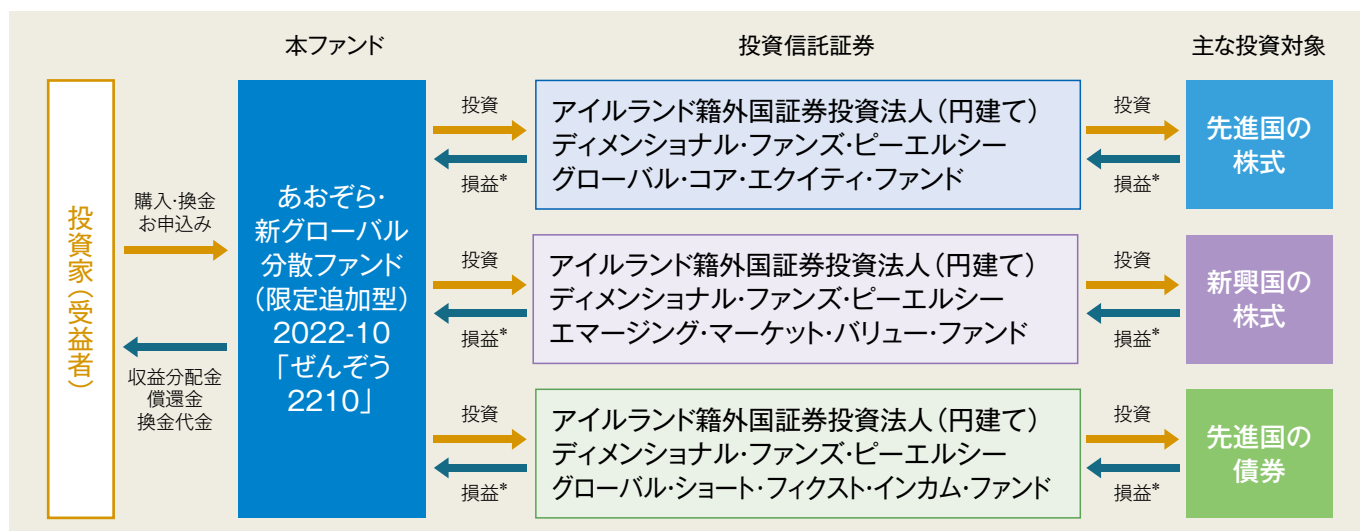 本ファンド
投資信託証券
主な投資対象
投資家（受益者）
購入・換金
お申込み
収益分配金
償還金
換金代金
あおぞら・
新グローバル
分散ファンド
（限定追加型）
2022-10
「ぜんぞう
2210」
投資
損益*
アイルランド籍外国証券投資法人（円建て）
ディメンショナル・ファンズ・ピーエルシー
グローバル・コア・エクイティ・ファンド
投資
損益*
先進国の
株式
投資
損益*
アイルランド籍外国証券投資法人（円建て）
ディメンショナル・ファンズ・ピーエルシー
エマージング・マーケット・バリュー・ファンド
投資
損益*
新興国の
株式
投資
損益*
アイルランド籍外国証券投資法人（円建て）
ディメンショナル・ファンズ・ピーエルシー
グローバル・ショート・フィクスト・インカム・ファンド
投資
損益*
先進国の
債券